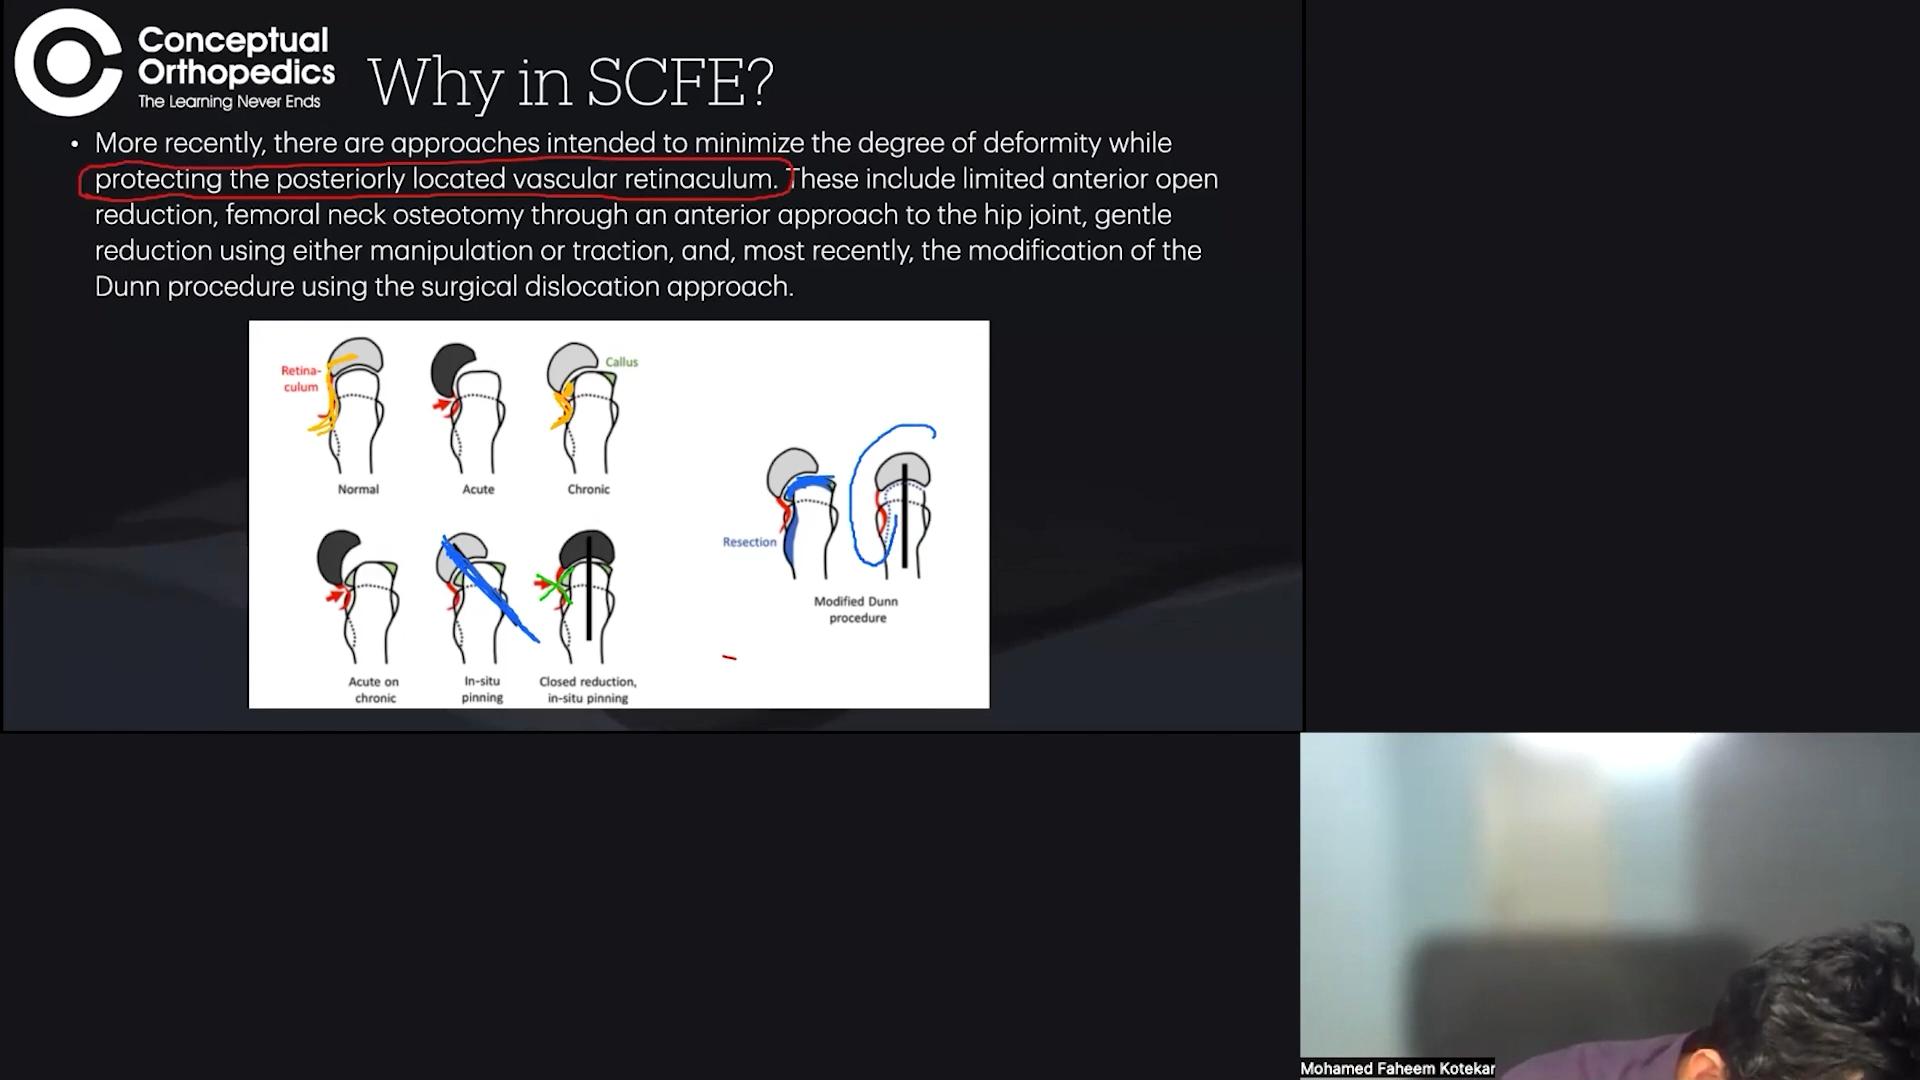 Conceptual
Orthopedics
The Learning Never Ends
Why in SCFE?
• More recently, there are approaches intended to minimize the degree of deformity while
protecting the posteriorly located vascular retinaculum. These include limited anterior open
reduction, femoral neck osteotomy through an anterior approach to the hip joint, gentle
reduction using either manipulation or traction, and, most recently, the modification of the
Dunn procedure using the surgical dislocation approach.
Retina-
culum
Callus
Normal
Acute
Chronic
Resection
Modified Dunn
procedure
Acute on
chronic
In-situ
pinning
Closed reduction,
in-situ pinning
Mohamed Faheem Kotekar